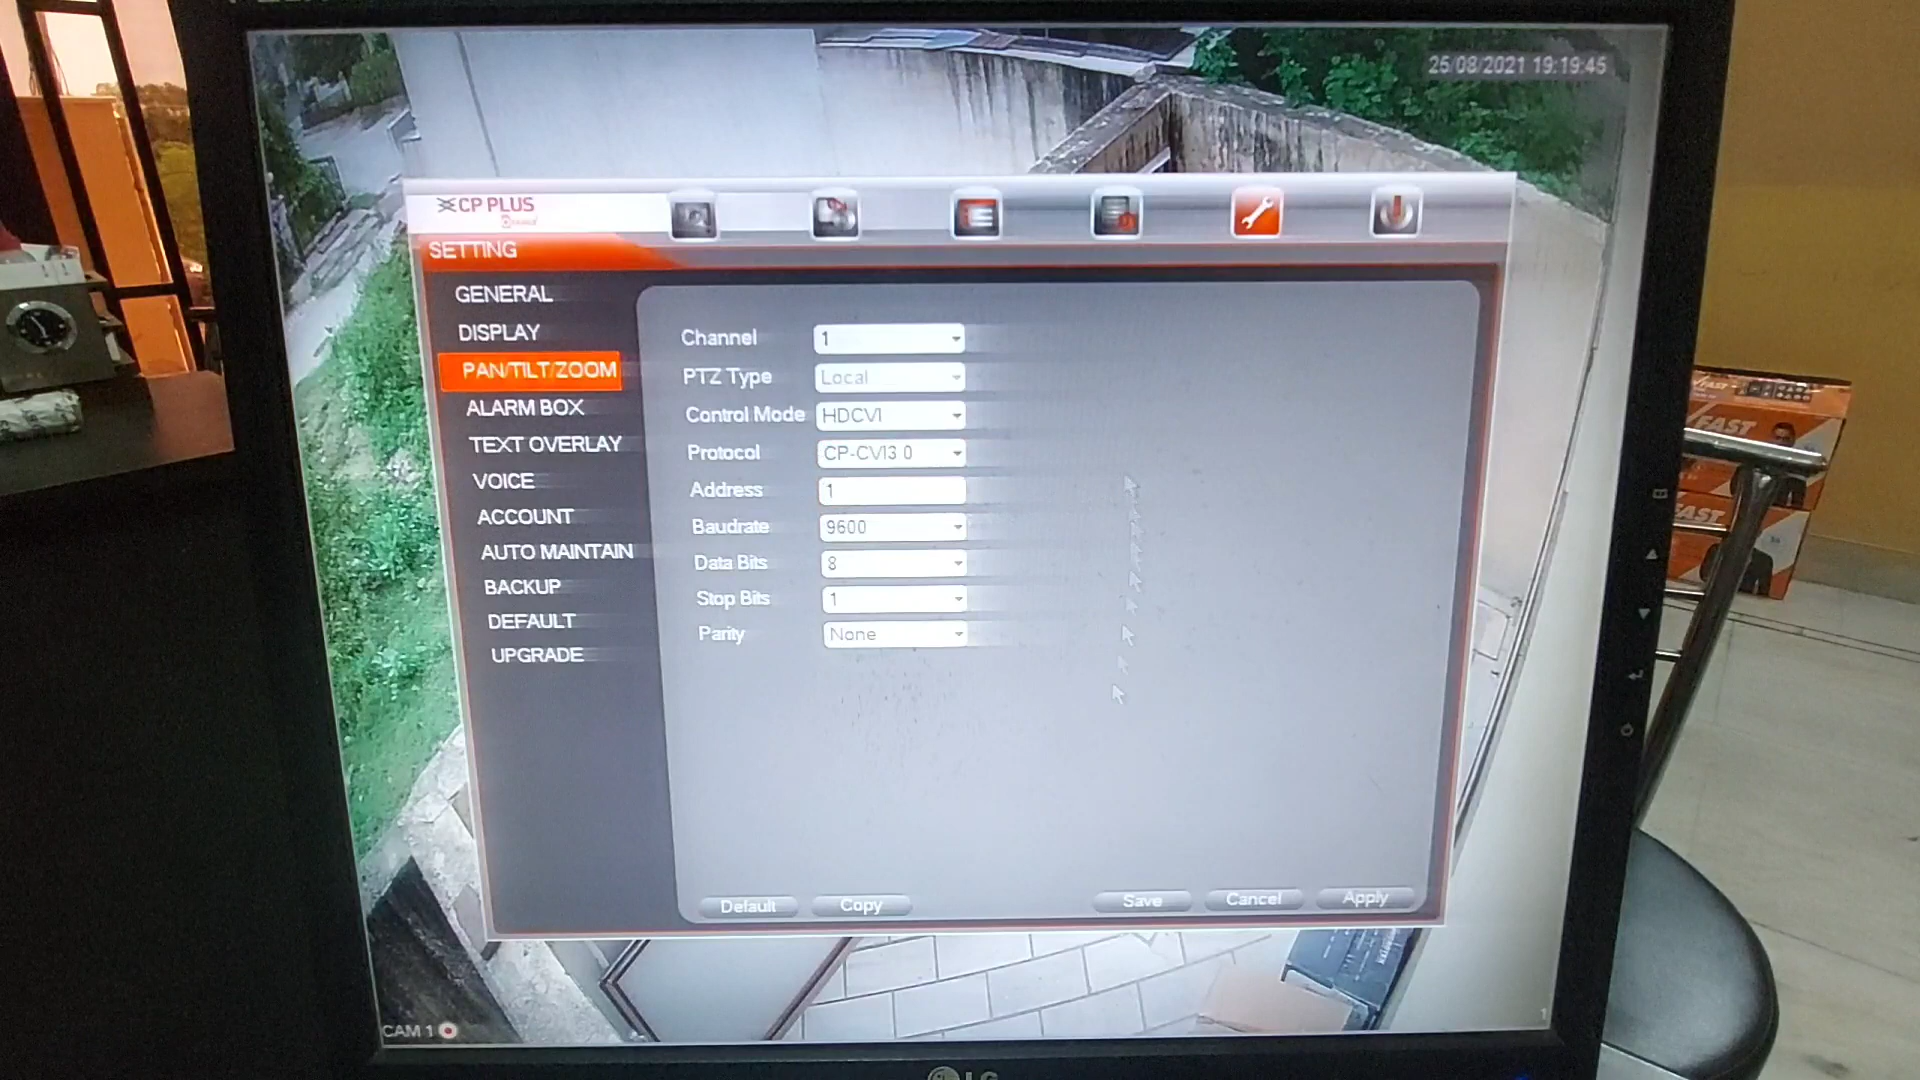 25/08/2021 19:19:45
CP PLUS
SETTING
GENERAL
DISPLAY
PAN/TILT/ZOOM
ALARM BOX
TEXT OVERLAY
VOICE
ACCOUNT
AUTO MAINTAIN
BACKUP
DEFAULT
UPGRADE
Channel 1
PTZ Type Local
Control Mode HDCVI
Protocol CP-CVI3.0
Address 1
Baudrate 9600
Data Bits 8
Stop Bits 1
Parity None
Default Copy Save Cancel Apply
CAM 1
1
LG
FAST
FAST